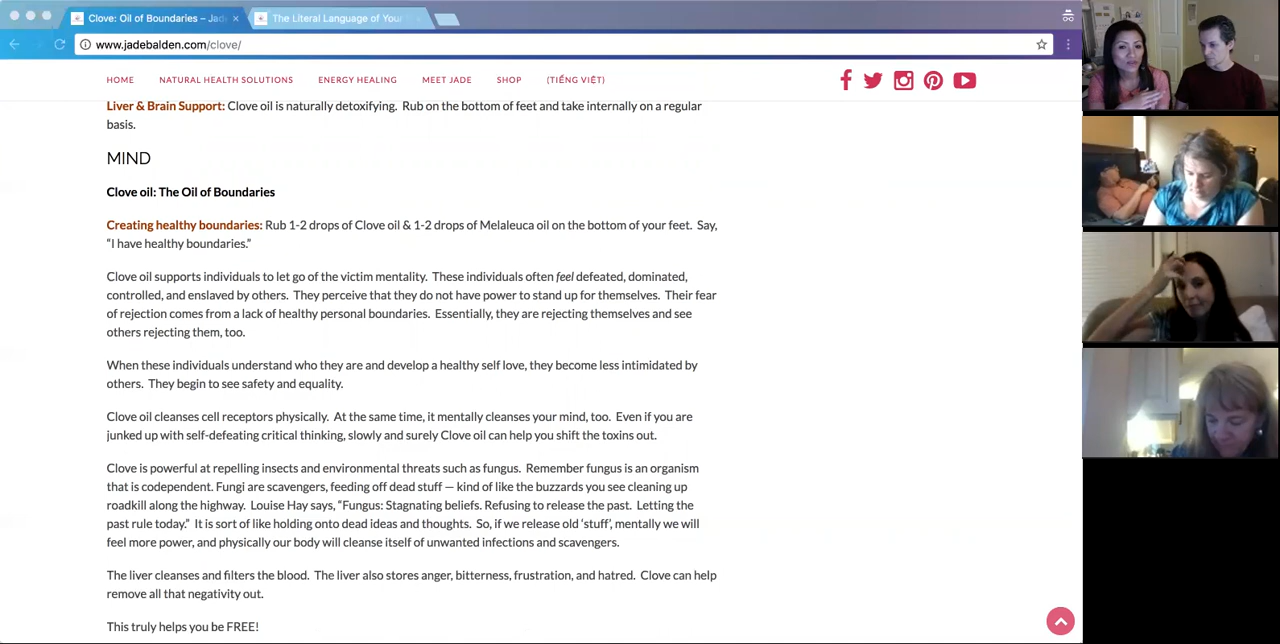 Clove: Oil of Boundaries – Jade
The Literal Language of Your
www.jadebalden.com/clove/
HOME NATURAL HEALTH SOLUTIONS ENERGY HEALING MEET JADE SHOP (TIẾNG VIỆT)
Liver & Brain Support: Clove oil is naturally detoxifying. Rub on the bottom of feet and take internally on a regular
basis.
MIND
Clove oil: The Oil of Boundaries
Creating healthy boundaries: Rub 1-2 drops of Clove oil & 1-2 drops of Melaleuca oil on the bottom of your feet. Say,
“I have healthy boundaries.”
Clove oil supports individuals to let go of the victim mentality. These individuals often feel defeated, dominated,
controlled, and enslaved by others. They perceive that they do not have power to stand up for themselves. Their fear
of rejection comes from a lack of healthy personal boundaries. Essentially, they are rejecting themselves and see
others rejecting them, too.
When these individuals understand who they are and develop a healthy self love, they become less intimidated by
others. They begin to see safety and equality.
Clove oil cleanses cell receptors physically. At the same time, it mentally cleanses your mind, too. Even if you are
junked up with self-defeating critical thinking, slowly and surely Clove oil can help you shift the toxins out.
Clove is powerful at repelling insects and environmental threats such as fungus. Remember fungus is an organism
that is codependent. Fungi are scavengers, feeding off dead stuff — kind of like the buzzards you see cleaning up
roadkill along the highway. Louise Hay says, “Fungus: Stagnating beliefs. Refusing to release the past. Letting the
past rule today.” It is sort of like holding onto dead ideas and thoughts. So, if we release old ‘stuff’, mentally we will
feel more power, and physically our body will cleanse itself of unwanted infections and scavengers.
The liver cleanses and filters the blood. The liver also stores anger, bitterness, frustration, and hatred. Clove can help
remove all that negativity out.
This truly helps you be FREE!